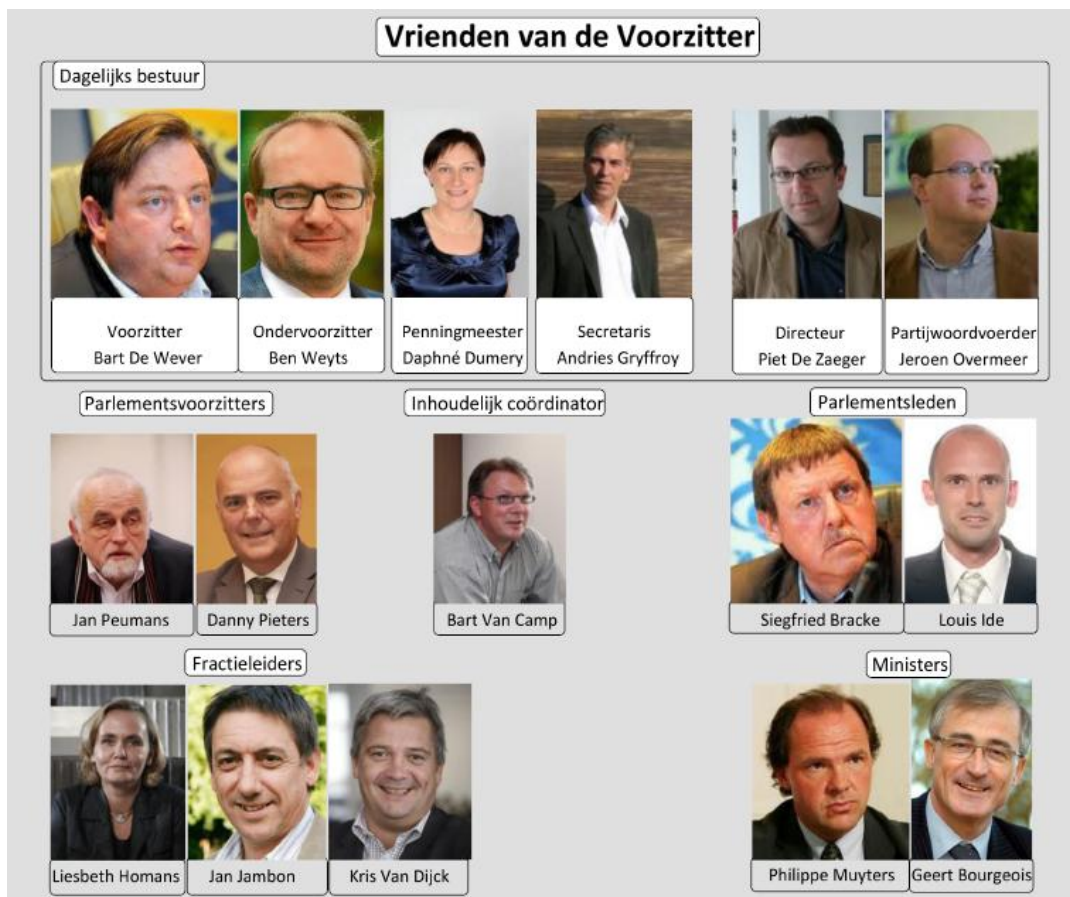 Vrienden van de Voorzitter
Dagelijks bestuur
Voorzitter
Bart De Wever
Ondervoorzitter
Ben Weyts
Penningmeester
Daphné Dumery
Secretaris
Andries Gryffroy
Directeur
Piet De Zaeger
Partijwoordvoerder
Jeroen Overmeer
Parlementsvoorzitters
Jan Peumans
Danny Pieters
Inhoudelijk coördinator
Bart Van Camp
Parlementsleden
Siegfried Bracke
Louis Ide
Fractieleiders
Liesbeth Homans
Jan Jambon
Kris Van Dijck
Ministers
Philippe Muyters
Geert Bourgeois